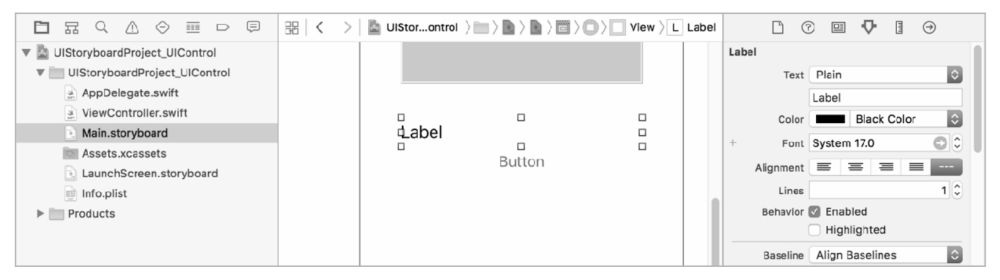 UIStor...ontrol
View
L Label
UIStoryboardProject_UIControl
UIStoryboardProject_UIControl
AppDelegate.swift
ViewController.swift
Main.storyboard
Assets.xcassets
LaunchScreen.storyboard
Info.plist
Products
Label
Button
Label
Text Plain
Label
Color Black Color
Font System 17.0
Alignment
Lines 1
Behavior Enabled
Highlighted
Baseline Align Baselines